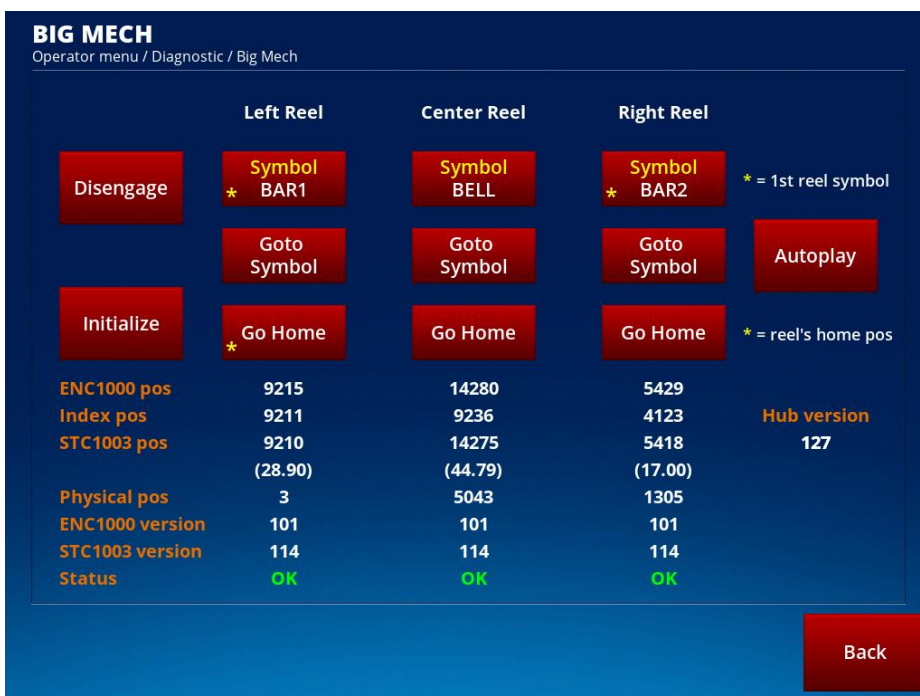 BIG MECH
Operator menu / Diagnostic / Big Mech
Left Reel Center Reel Right Reel
Disengage
Symbol
* BAR1
Symbol
BELL
Symbol
* BAR2
* = 1st reel symbol
Goto
Symbol
Goto
Symbol
Goto
Symbol
Autoplay
Initialize
* Go Home
Go Home
Go Home
* = reel's home pos
ENC1000 pos 9215 14280 5429
Index pos 9211 9236 4123 Hub version
STC1003 pos 9210 14275 5418 127
(28.90) (44.79) (17.00)
Physical pos 3 5043 1305
ENC1000 version 101 101 101
STC1003 version 114 114 114
Status OK OK OK
Back